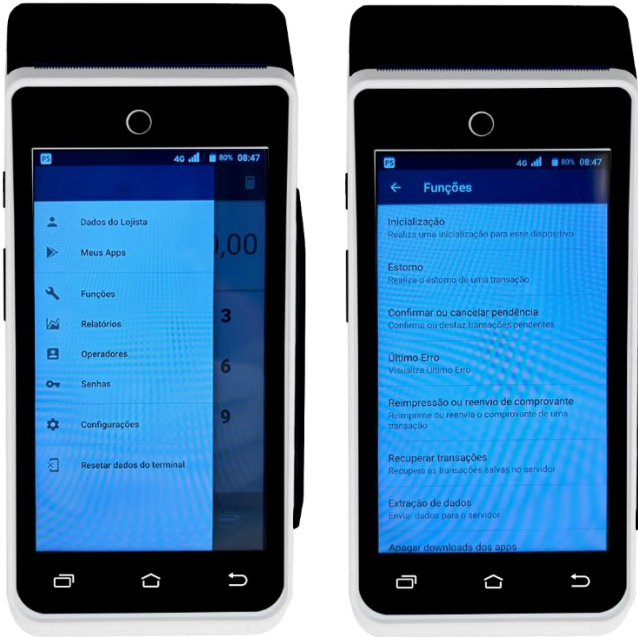 PS 4G 80% 08:47
Dados do Lojista
Meus Apps
Funções
Relatórios
Operadores
Senhas
Configurações
Resetar dados do terminal
,00
3
6
9
PS 4G 80% 08:47
Funções
Inicialização
Realiza uma inicialização para esse dispositivo
Estorno
Realiza o estorno de uma transação
Confirmar ou cancelar pendência
Confirma ou desfaz transações pendentes
Último Erro
Visualiza Último Erro
Reimpressão ou reenvio de comprovante
Reimprime ou reenvia o comprovante de uma
transação
Recuperar transações
Recupera as transações salvas no servidor
Extração de dados
Enviar dados para o servidor
Apagar downloads dos apps